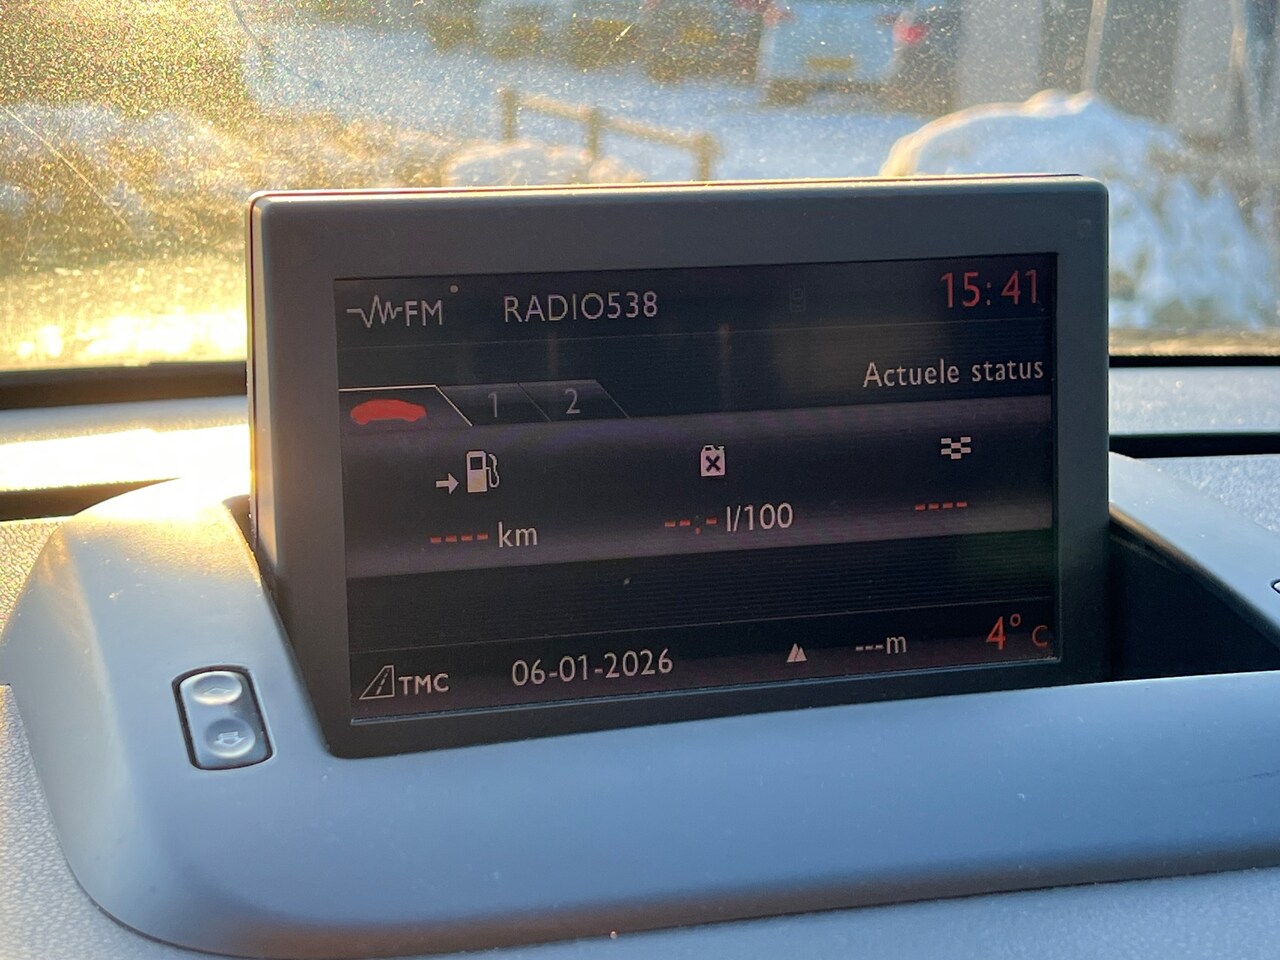 FM RADIO538 15:41
Actuele status
1 2
---- km --.- l/100 ----
TMC 06-01-2026 ---m 4° C